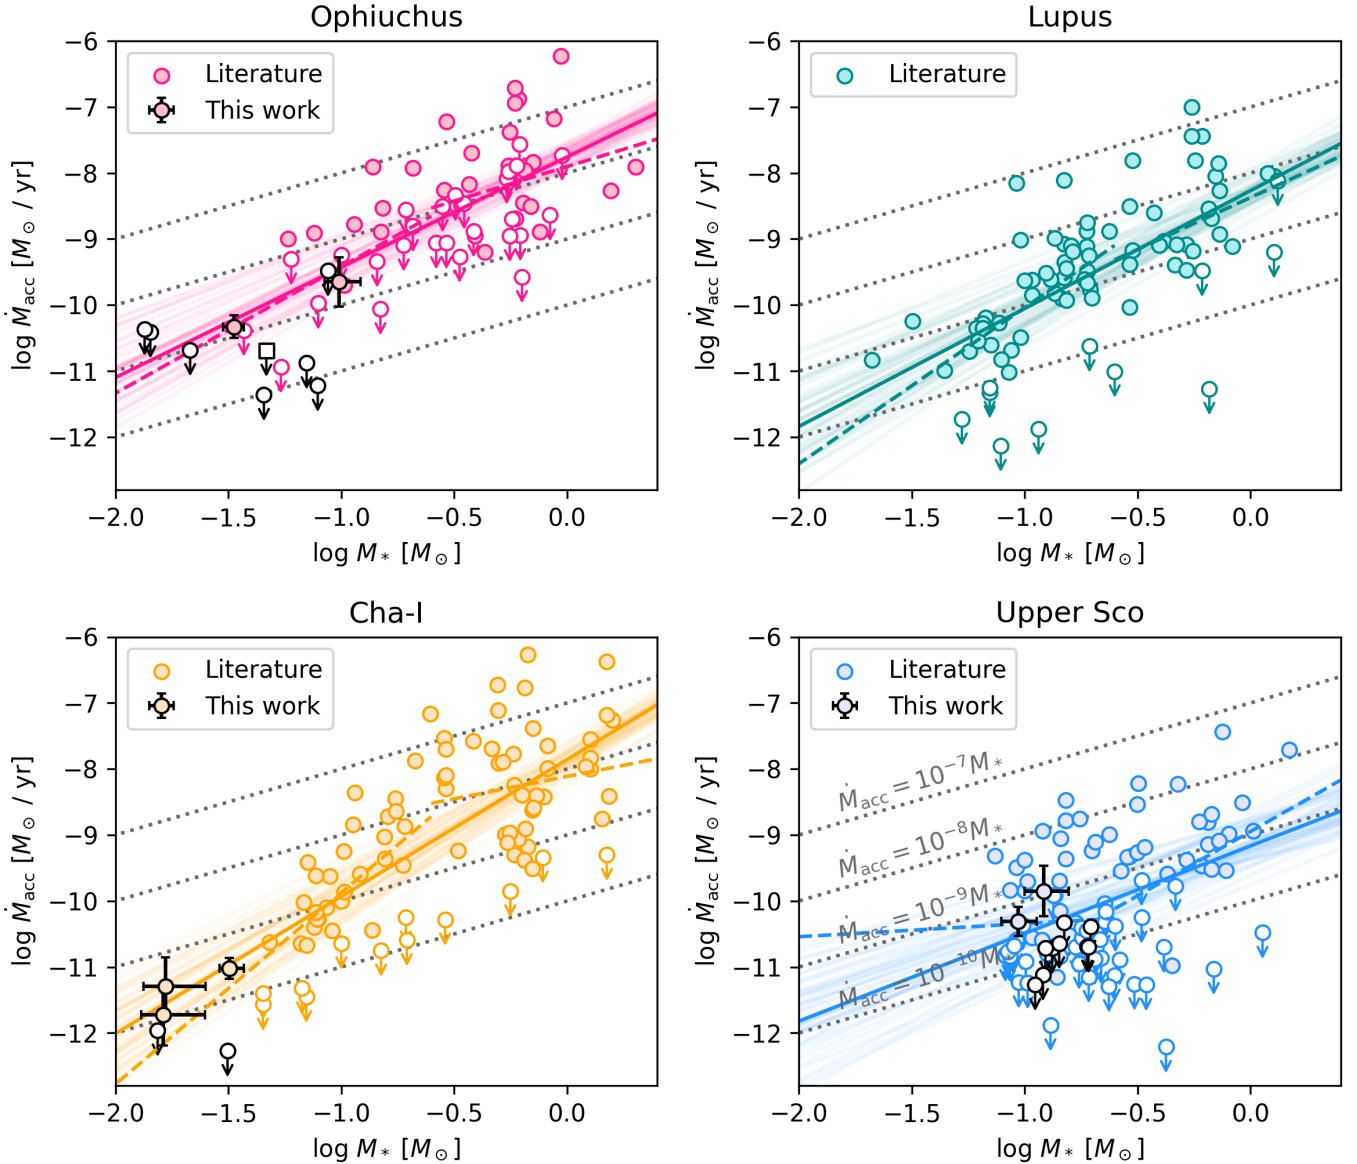 Ophiuchus
Literature
This work
−6
−7
−8
−9
−10
−11
−12
log Ṁacc [M⊙ / yr]
−2.0 −1.5 −1.0 −0.5 0.0
log M* [M⊙]
Lupus
Literature
−6
−7
−8
−9
−10
−11
−12
log Ṁacc [M⊙ / yr]
−2.0 −1.5 −1.0 −0.5 0.0
log M* [M⊙]
Cha-I
Literature
This work
−6
−7
−8
−9
−10
−11
−12
log Ṁacc [M⊙ / yr]
−2.0 −1.5 −1.0 −0.5 0.0
log M* [M⊙]
Upper Sco
Literature
This work
Ṁacc = 10⁻⁷M*
Ṁacc = 10⁻⁸M*
Ṁacc = 10⁻⁹M*
Ṁacc = 10⁻¹⁰M*
−6
−7
−8
−9
−10
−11
−12
log Ṁacc [M⊙ / yr]
−2.0 −1.5 −1.0 −0.5 0.0
log M* [M⊙]